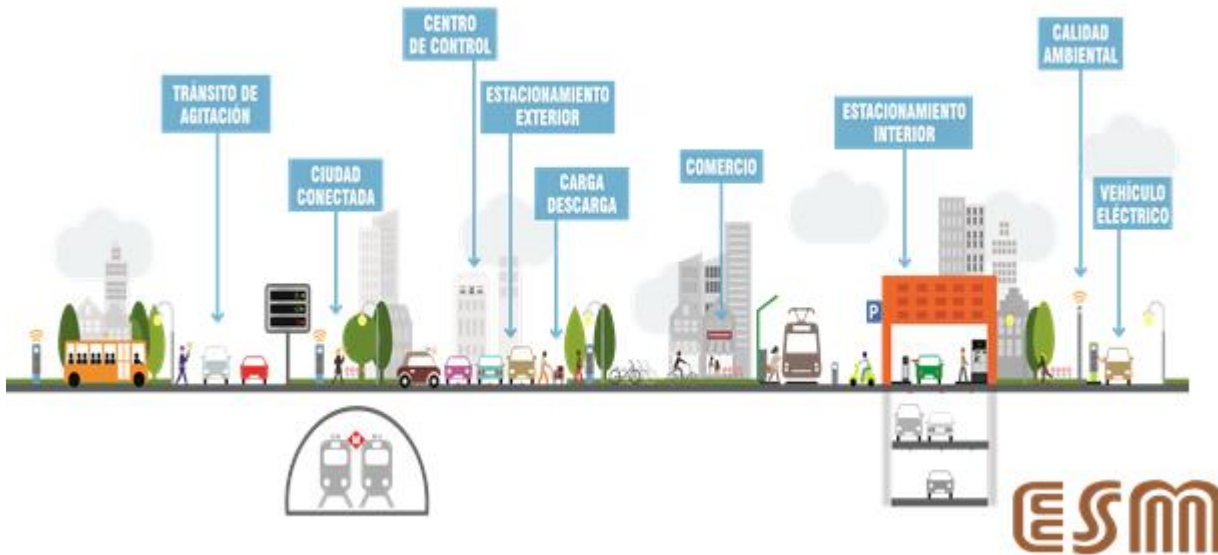 CENTRO
DE CONTROL
CALIDAD
AMBIENTAL
TRÁNSITO DE
AGITACIÓN
ESTACIONAMIENTO
EXTERIOR
ESTACIONAMIENTO
INTERIOR
CIUDAD
CONECTADA
CARGA
DESCARGA
COMERCIO
VEHÍCULO
ELÉCTRICO
P
M
ESM